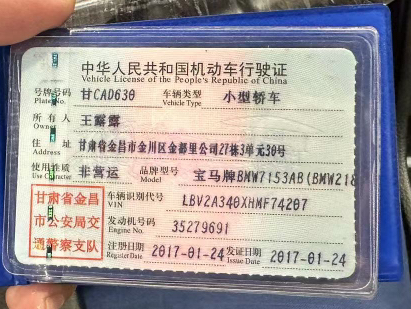 中华人民共和国机动车行驶证
Vehicle License of the People's Republic of China
号牌号码 甘CAD630 车辆类型 小型轿车
Plate No. Vehicle Type
所有人 王露露
Owner
住址 甘肃省金昌市金川区金都里公司27栋3单元30号
Address
使用性质 非营运 品牌型号 宝马牌BMW7153AB(BMW218
Use Character Model
甘肃省金昌
市公安局交
通警察支队
车辆识别代号 LBV2A340XHMF74207
VIN
发动机号码 35279691
Engine No.
注册日期 2017-01-24 发证日期 2017-01-24
Register Date Issue Date